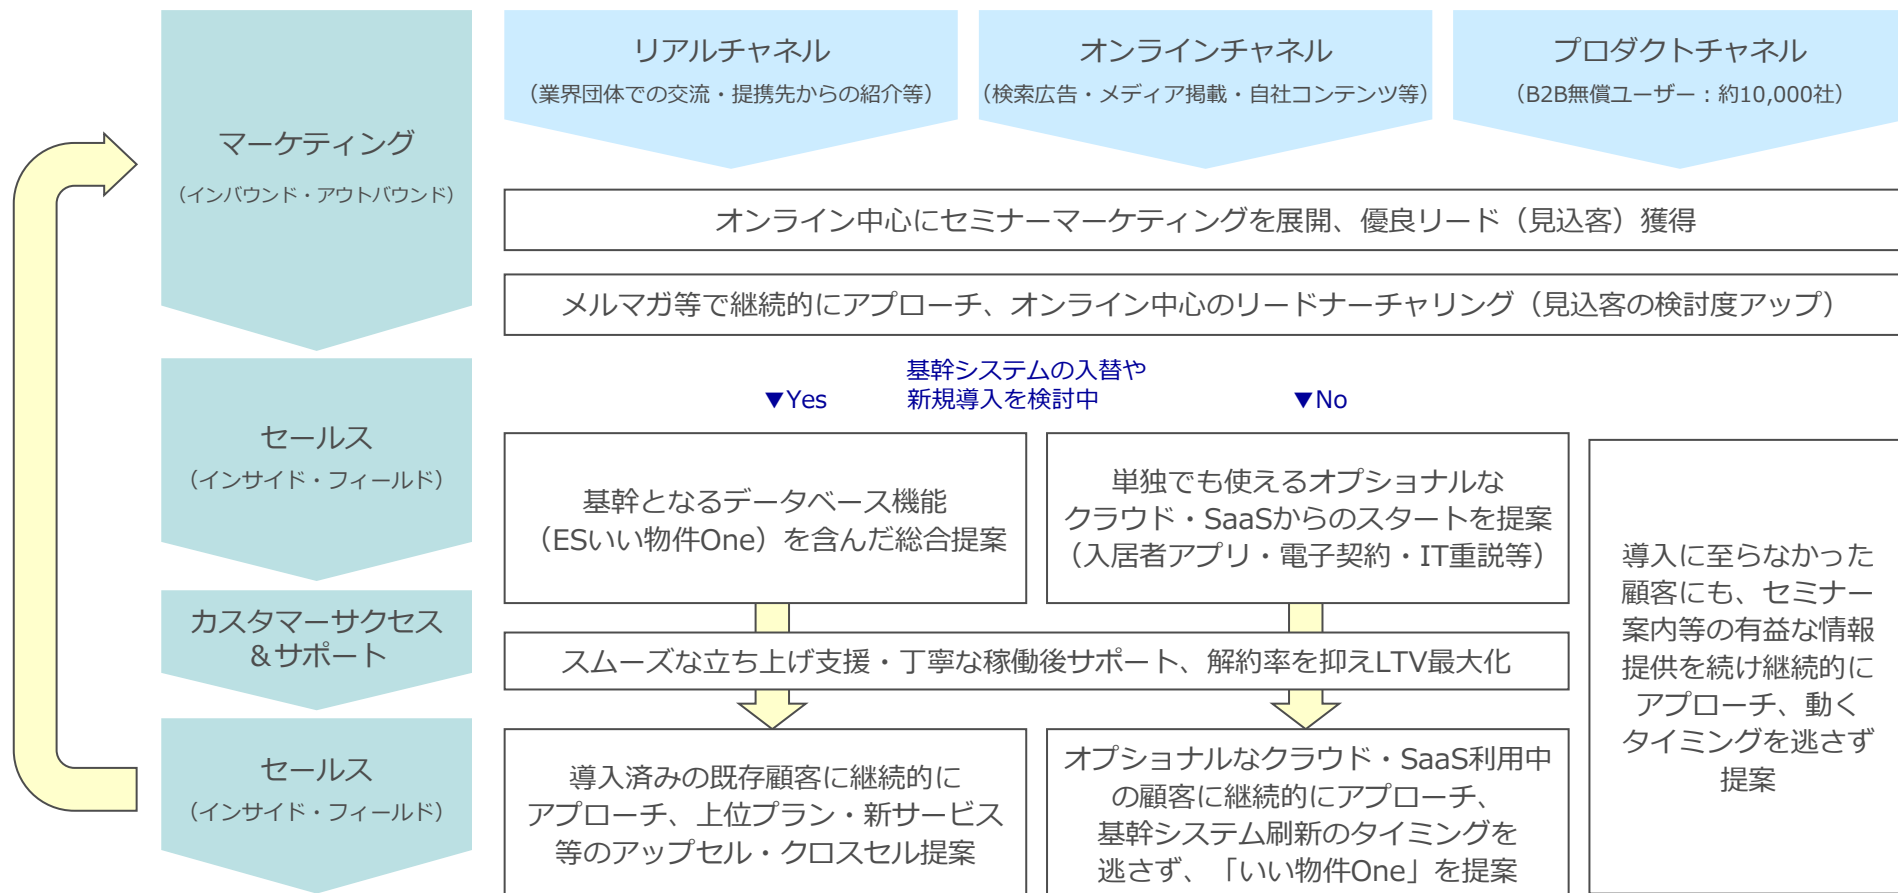 マーケティング
（インバウンド・アウトバウンド）
リアルチャネル
（業界団体での交流・提携先からの紹介等）
オンラインチャネル
（検索広告・メディア掲載・自社コンテンツ等）
プロダクトチャネル
（B2B無償ユーザー：約10,000社）
オンライン中心にセミナーマーケティングを展開、優良リード（見込客）獲得
メルマガ等で継続的にアプローチ、オンライン中心のリードナーチャリング（見込客の検討度アップ）
セールス
（インサイド・フィールド）
▼Yes
基幹システムの入替や
新規導入を検討中
▼No
基幹となるデータベース機能
（ESいい物件One）を含んだ総合提案
単独でも使えるオプショナルな
クラウド・SaaSからのスタートを提案
（入居者アプリ・電子契約・IT重説等）
カスタマーサクセス
＆サポート
スムーズな立ち上げ支援・丁寧な稼働後サポート、解約率を抑えLTV最大化
セールス
（インサイド・フィールド）
導入済みの既存顧客に継続的に
アプローチ、上位プラン・新サービス
等のアップセル・クロスセル提案
オプショナルなクラウド・SaaS利用中
の顧客に継続的にアプローチ、
基幹システム刷新のタイミングを
逃さず、「いい物件One」を提案
導入に至らなかった
顧客にも、セミナー
案内等の有益な情報
提供を続け継続的に
アプローチ、動く
タイミングを逃さず
提案